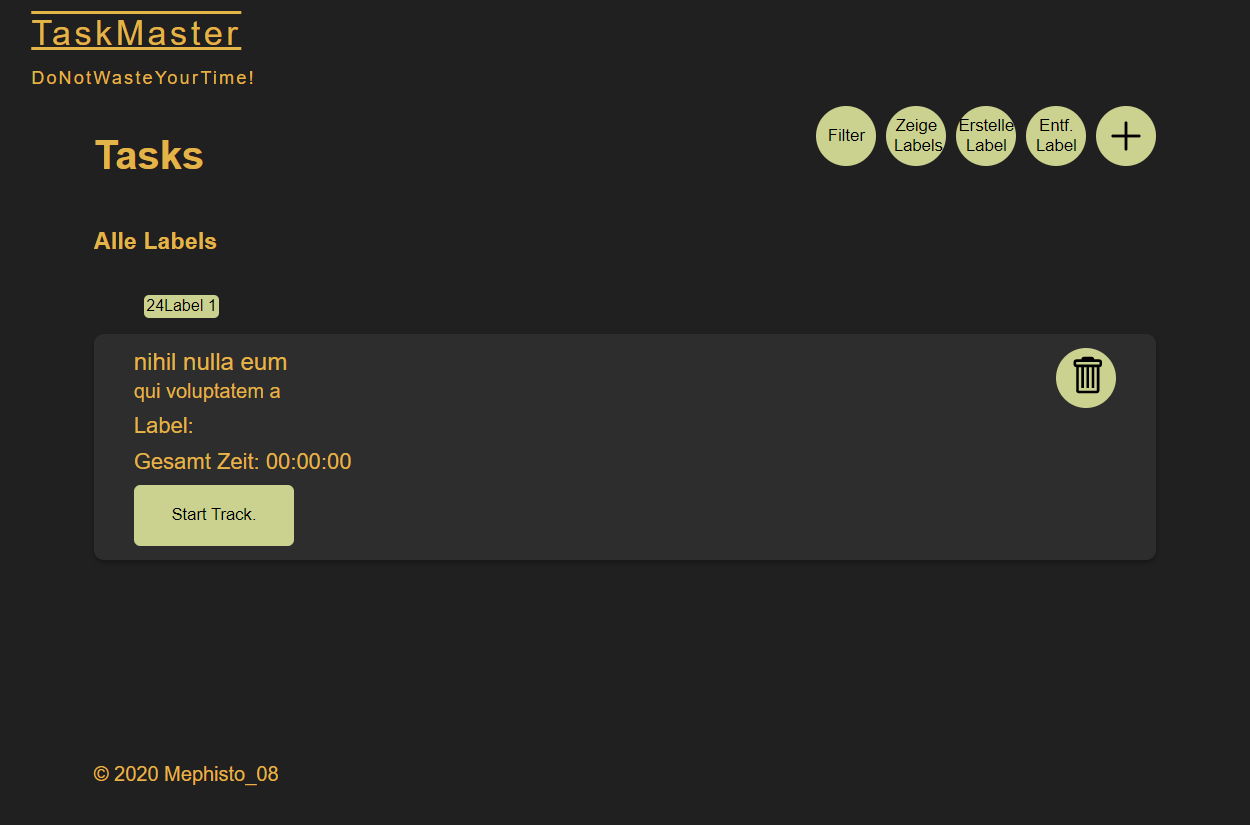 TaskMaster
DoNotWasteYourTime!
Tasks
Filter
Zeige
Labels
Erstelle
Label
Entf.
Label
Alle Labels
24Label 1
nihil nulla eum
qui voluptatem a
Label:
Gesamt Zeit: 00:00:00
Start Track.
© 2020 Mephisto_08